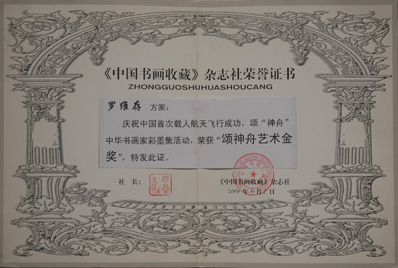 《中国书画收藏》杂志社荣誉证书
ZHONGGUOSHUHUASHOUCANG
罗维存 方家:
庆祝中国首次载人航天飞行成功,颂“神舟”
中华书画家彩墨集活动,荣获“颂神舟艺术金
奖”,特发此证。
社 长:
《中国书画收藏》杂志社